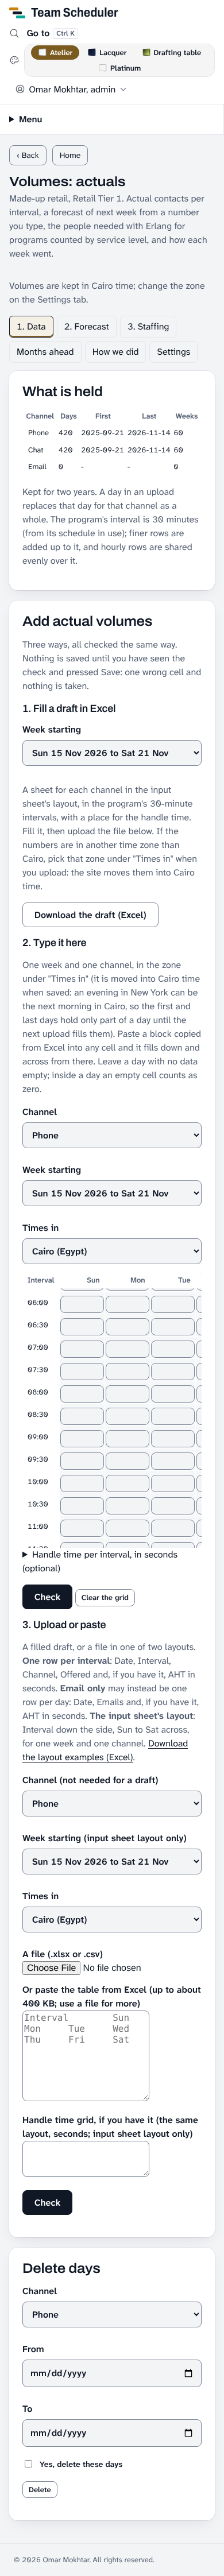 Team Scheduler
Go to Ctrl K
Atelier Lacquer Drafting table
Platinum
Omar Mokhtar, admin
Menu
‹ Back Home
Volumes: actuals
Made-up retail, Retail Tier 1. Actual contacts per
interval, a forecast of next week from a number
you type, the people needed with Erlang for
programs counted by service level, and how each
week went.
Volumes are kept in Cairo time; change the zone
on the Settings tab.
1. Data 2. Forecast 3. Staffing
Months ahead How we did Settings
What is held
Channel Days First Last Weeks
Phone 420 2025-09-21 2026-11-14 60
Chat 420 2025-09-21 2026-11-14 60
Email 0 - - 0
Kept for two years. A day in an upload
replaces that day for that channel as a
whole. The program's interval is 30 minutes
(from its schedule in use); finer rows are
added up to it, and hourly rows are shared
evenly over it.
Add actual volumes
Three ways, all checked the same way.
Nothing is saved until you have seen the
check and pressed Save: one wrong cell and
nothing is taken.
1. Fill a draft in Excel
Week starting
Sun 15 Nov 2026 to Sat 21 Nov
A sheet for each channel in the input
sheet's layout, in the program's 30-minute
intervals, with a place for the handle time.
Fill it, then upload the file below. If the
numbers are in another time zone than
Cairo, pick that zone under "Times in" when
you upload: the site moves them into Cairo
time.
Download the draft (Excel)
2. Type it here
One week and one channel, in the zone
under "Times in" (it is moved into Cairo time
when saved: an evening in New York can be
the next morning in Cairo, so the first and
last days hold only part of a day until the
next upload fills them). Paste a block copied
from Excel into any cell and it fills down and
across from there. Leave a day with no data
empty; inside a day an empty cell counts as
zero.
Channel
Phone
Week starting
Sun 15 Nov 2026 to Sat 21 Nov
Times in
Cairo (Egypt)
Interval Sun Mon Tue
06:00
06:30
07:00
07:30
08:00
08:30
09:00
09:30
10:00
10:30
11:00
11:30
Handle time per interval, in seconds
(optional)
Check Clear the grid
3. Upload or paste
A filled draft, or a file in one of two layouts.
One row per interval: Date, Interval,
Channel, Offered and, if you have it, AHT in
seconds. Email only may instead be one
row per day: Date, Emails and, if you have it,
AHT in seconds. The input sheet's layout:
Interval down the side, Sun to Sat across,
for one week and one channel. Download
the layout examples (Excel).
Channel (not needed for a draft)
Phone
Week starting (input sheet layout only)
Sun 15 Nov 2026 to Sat 21 Nov
Times in
Cairo (Egypt)
A file (.xlsx or .csv)
Choose File No file chosen
Or paste the table from Excel (up to about
400 KB; use a file for more)
Interval Sun
Mon Tue Wed
Thu Fri Sat
Handle time grid, if you have it (the same
layout, seconds; input sheet layout only)
Check
Delete days
Channel
Phone
From
mm/dd/yyyy
To
mm/dd/yyyy
Yes, delete these days
Delete
© 2026 Omar Mokhtar. All rights reserved.